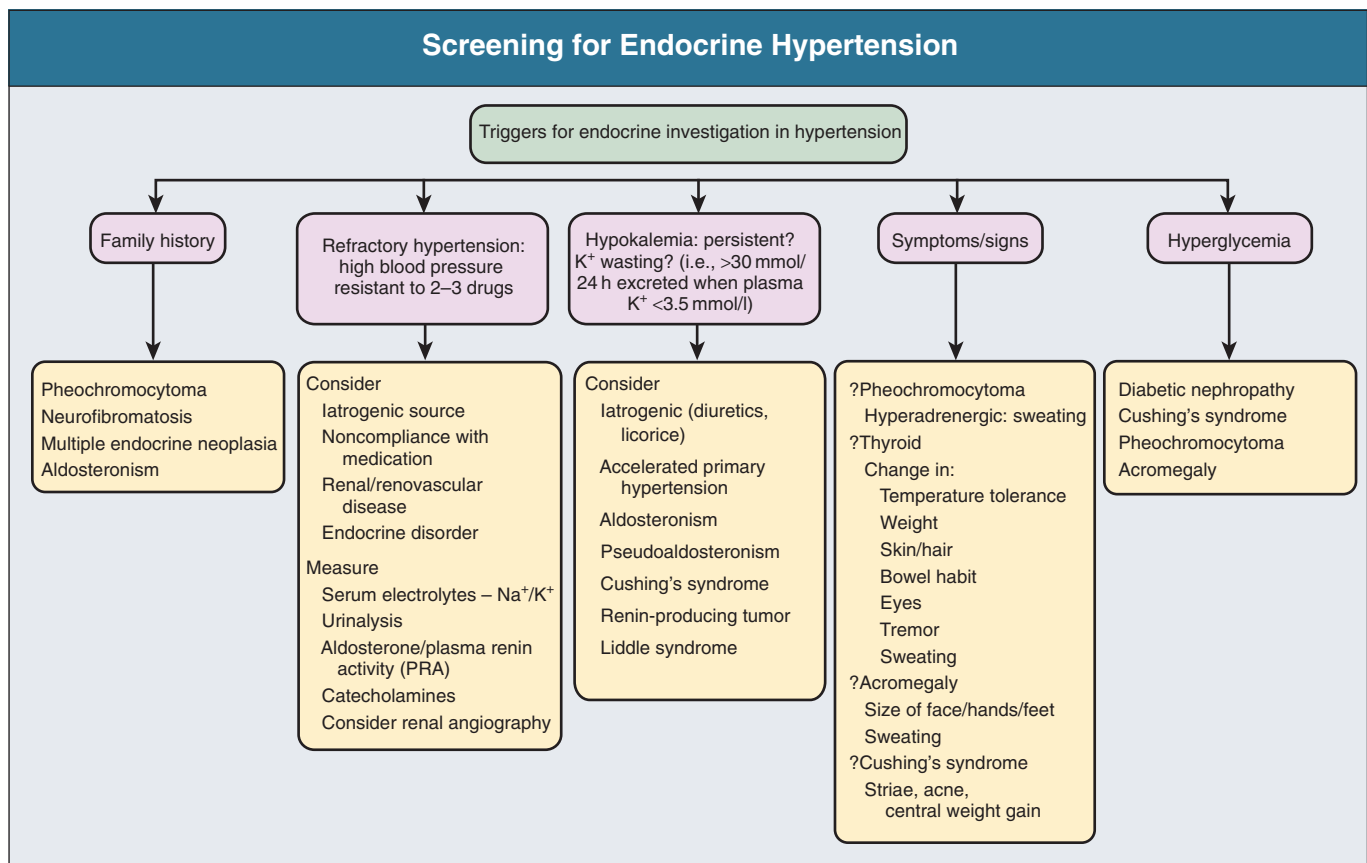 Screening for Endocrine Hypertension
Triggers for endocrine investigation in hypertension
Family history
Refractory hypertension:
high blood pressure
resistant to 2–3 drugs
Hypokalemia: persistent?
K⁺ wasting? (i.e., >30 mmol/
24 h excreted when plasma
K⁺ <3.5 mmol/l)
Symptoms/signs
Hyperglycemia
Pheochromocytoma
Neurofibromatosis
Multiple endocrine neoplasia
Aldosteronism
Consider
Iatrogenic source
Noncompliance with
medication
Renal/renovascular
disease
Endocrine disorder
Measure
Serum electrolytes – Na⁺/K⁺
Urinalysis
Aldosterone/plasma renin
activity (PRA)
Catecholamines
Consider renal angiography
Consider
Iatrogenic (diuretics,
licorice)
Accelerated primary
hypertension
Aldosteronism
Pseudoaldosteronism
Cushing's syndrome
Renin-producing tumor
Liddle syndrome
?Pheochromocytoma
Hyperadrenergic: sweating
?Thyroid
Change in:
Temperature tolerance
Weight
Skin/hair
Bowel habit
Eyes
Tremor
Sweating
?Acromegaly
Size of face/hands/feet
Sweating
?Cushing's syndrome
Striae, acne,
central weight gain
Diabetic nephropathy
Cushing's syndrome
Pheochromocytoma
Acromegaly